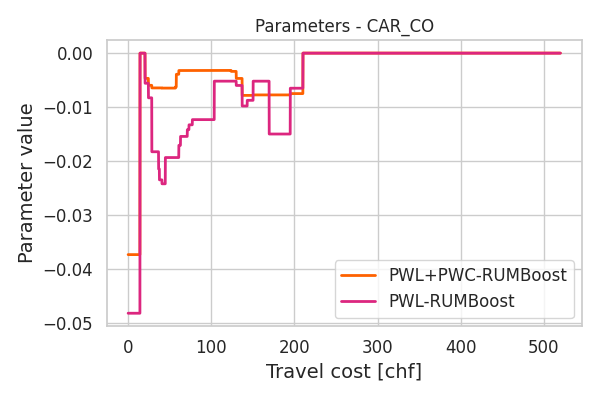 Parameters - CAR_CO
Parameter value
0.00
−0.01
−0.02
−0.03
−0.04
−0.05
0
100
200
300
400
500
Travel cost [chf]
PWL+PWC-RUMBoost
PWL-RUMBoost